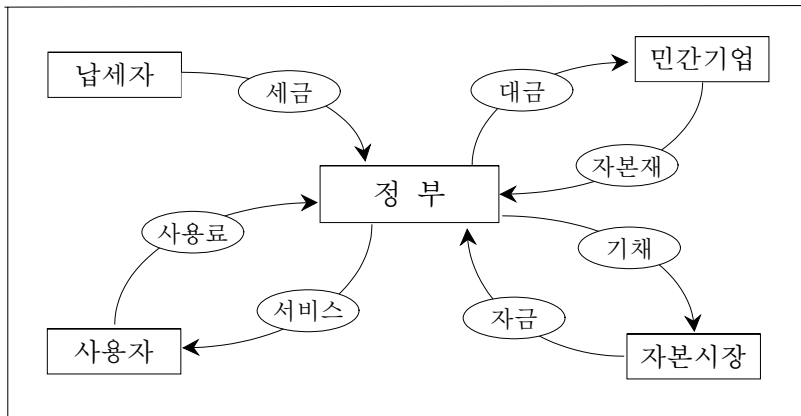 납세자
세금
대금
민간기업
자본재
정 부
사용료
기채
서비스
자금
사용자
자본시장